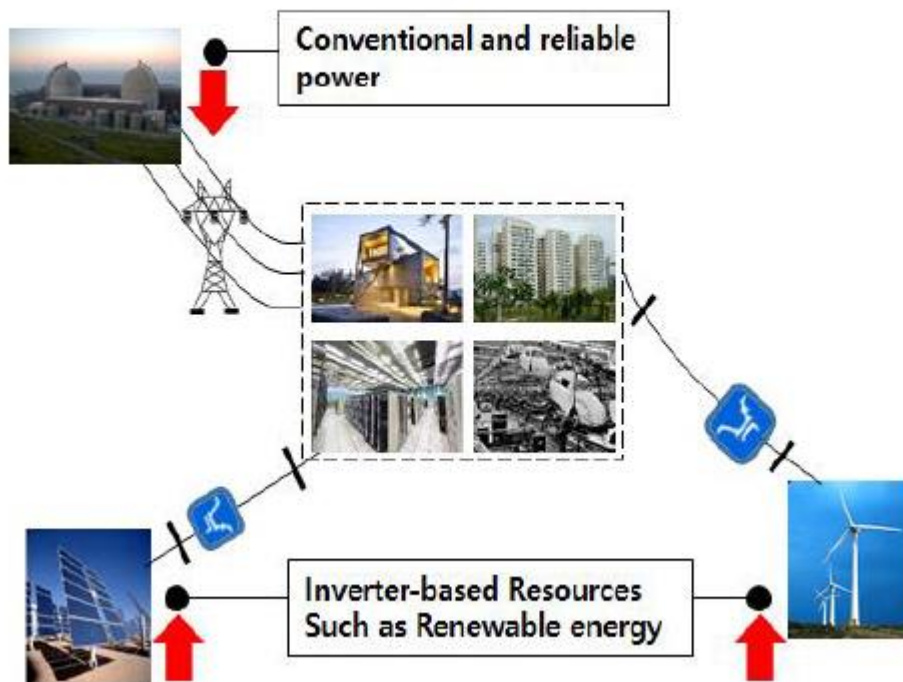 Conventional and reliable
power
Inverter-based Resources
Such as Renewable energy